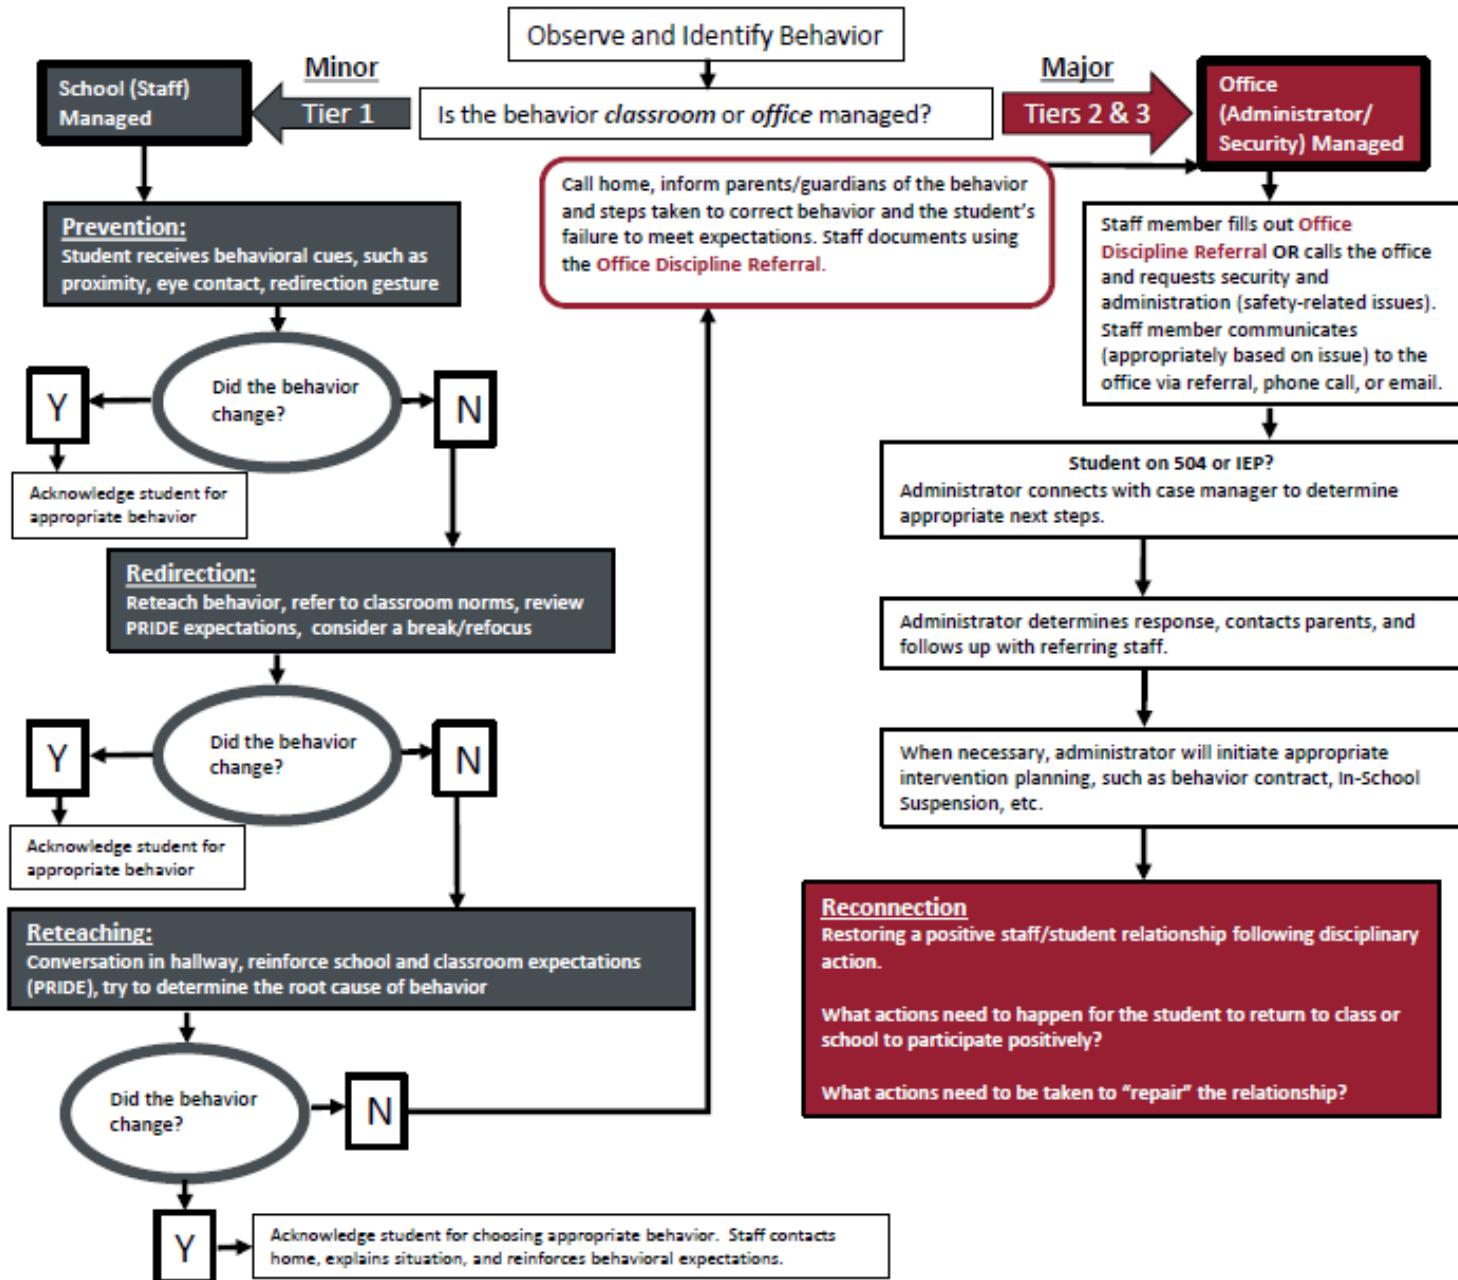 Observe and Identify Behavior
Minor
Major
School (Staff)
Managed
Tier 1
Is the behavior classroom or office managed?
Tiers 2 & 3
Office
(Administrator/
Security) Managed
Call home, inform parents/guardians of the behavior
and steps taken to correct behavior and the student's
failure to meet expectations. Staff documents using
the Office Discipline Referral.
Prevention:
Student receives behavioral cues, such as
proximity, eye contact, redirection gesture
Staff member fills out Office
Discipline Referral OR calls the office
and requests security and
administration (safety-related issues).
Staff member communicates
(appropriately based on issue) to the
office via referral, phone call, or email.
Did the behavior
change?
Y
N
Acknowledge student for
appropriate behavior
Student on 504 or IEP?
Administrator connects with case manager to determine
appropriate next steps.
Redirection:
Reteach behavior, refer to classroom norms, review
PRIDE expectations, consider a break/refocus
Administrator determines response, contacts parents, and
follows up with referring staff.
Did the behavior
change?
Y
N
Acknowledge student for
appropriate behavior
When necessary, administrator will initiate appropriate
intervention planning, such as behavior contract, In-School
Suspension, etc.
Reteaching:
Conversation in hallway, reinforce school and classroom expectations
(PRIDE), try to determine the root cause of behavior
Reconnection
Restoring a positive staff/student relationship following disciplinary
action.
What actions need to happen for the student to return to class or
school to participate positively?
What actions need to be taken to “repair” the relationship?
Did the behavior
change?
N
Y
Acknowledge student for choosing appropriate behavior. Staff contacts
home, explains situation, and reinforces behavioral expectations.